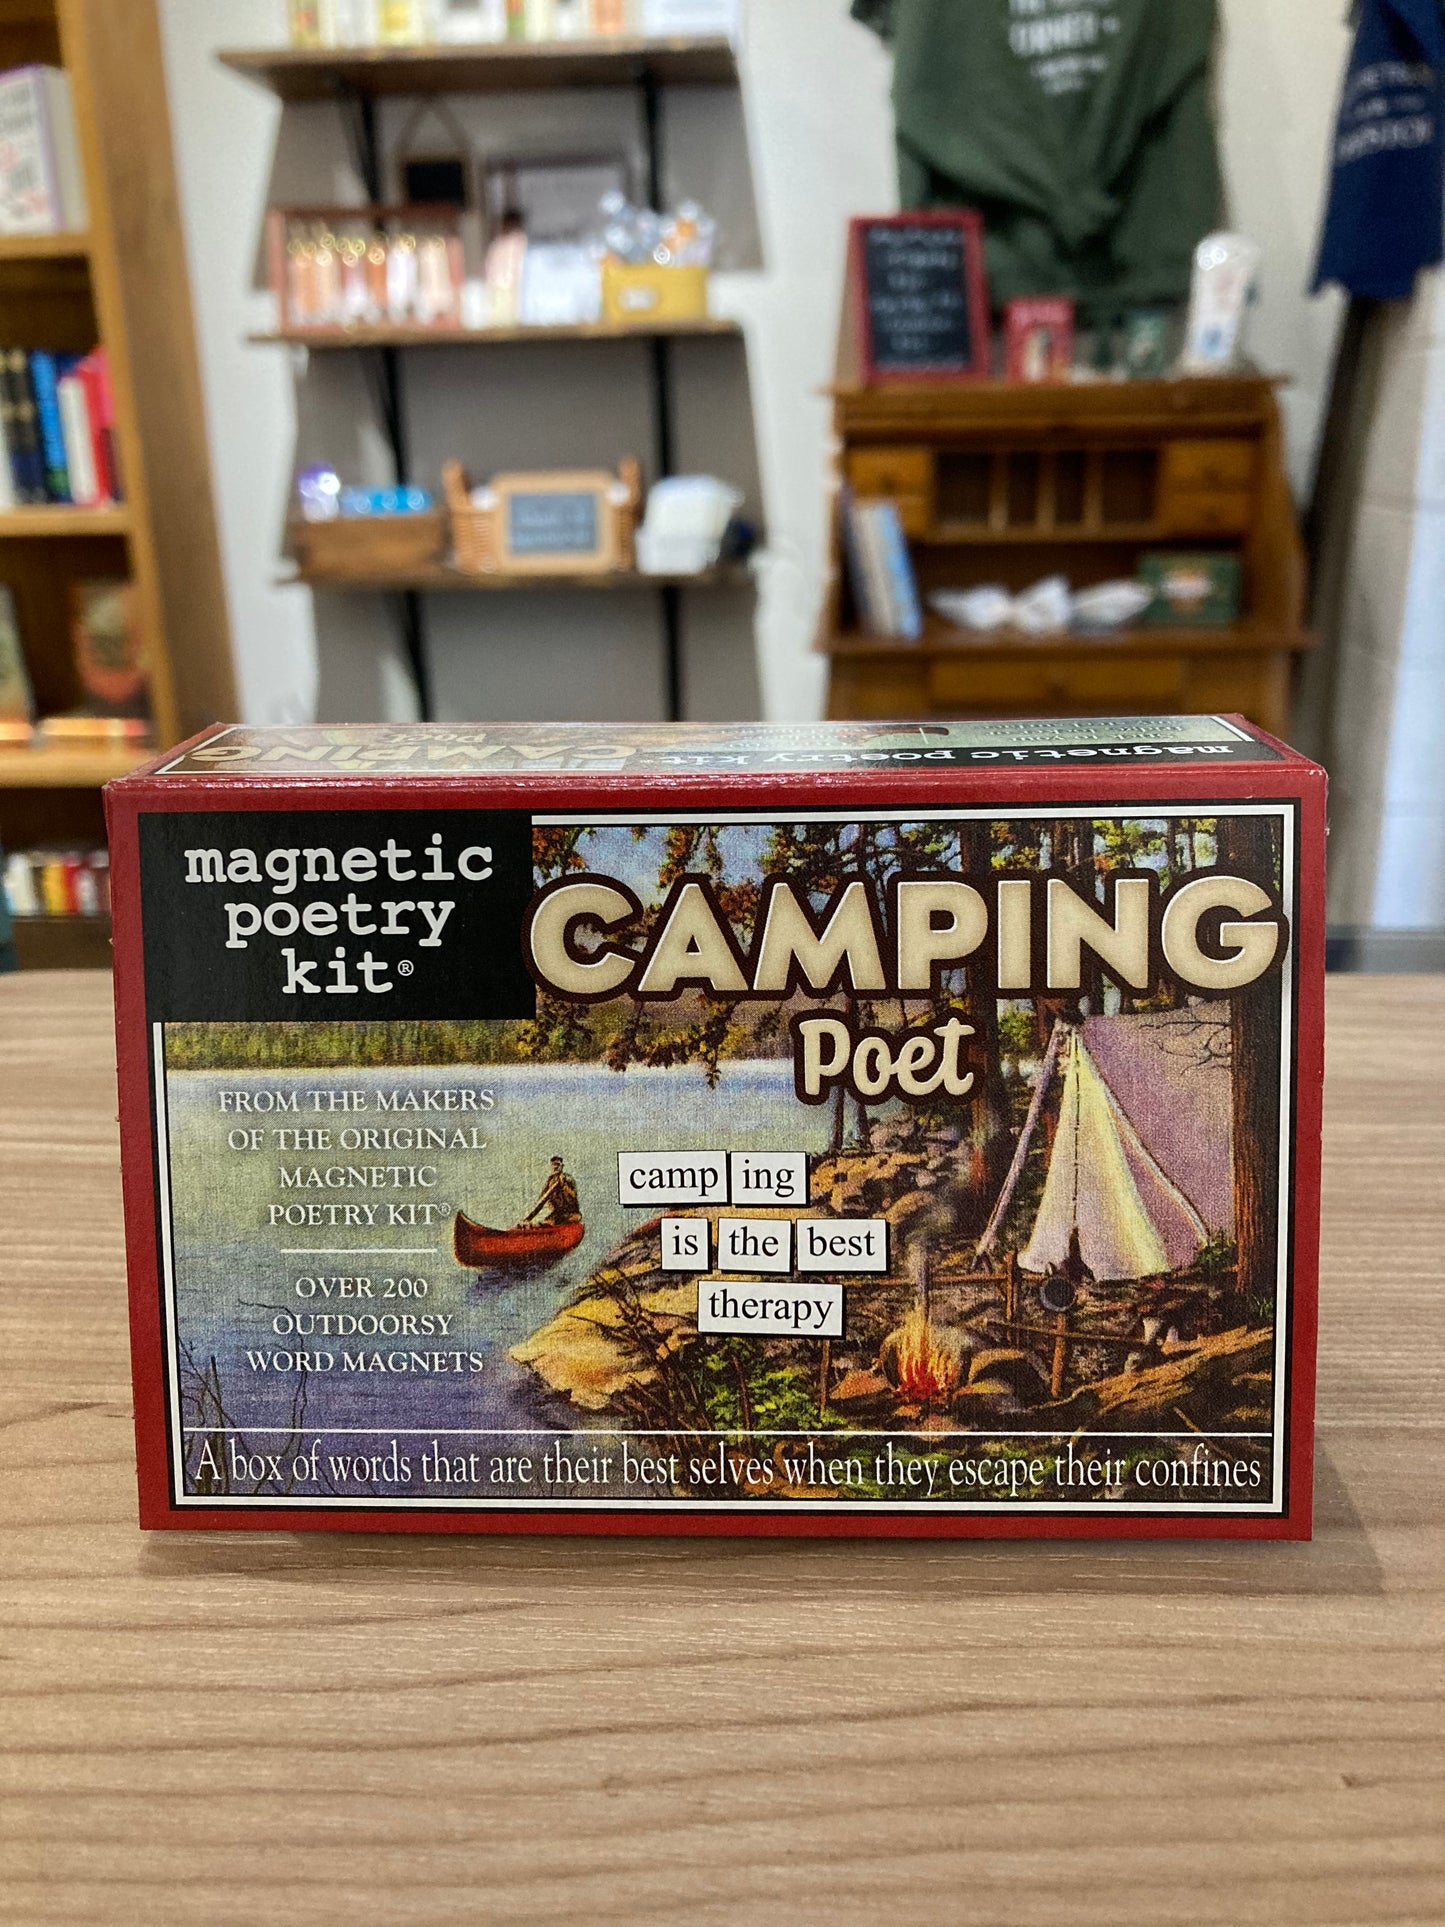 magnetic poetry kit
CAMPING
Poet
magnetic
poetry
kit®
CAMPING
Poet
FROM THE MAKERS
OF THE ORIGINAL
MAGNETIC
POETRY KIT®
OVER 200
OUTDOORSY
WORD MAGNETS
camp ing
is the best
therapy
A box of words that are their best selves when they escape their confines